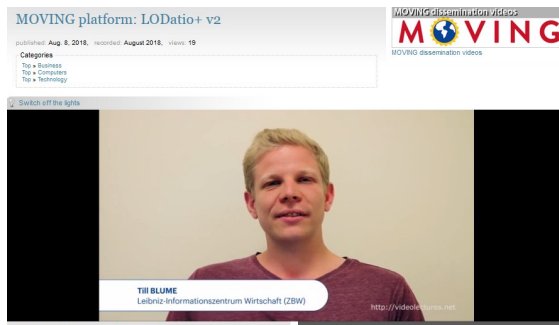 MOVING platform: LODatio+ v2
published: Aug. 8, 2018, recorded: August 2018, views: 19
Categories
Top » Business
Top » Computers
Top » Technology
MOVING dissemination videos
MOVING
MOVING dissemination videos
Switch off the lights
Till BLUME
Leibniz-Informationszentrum Wirtschaft (ZBW)
http://videolectures.net